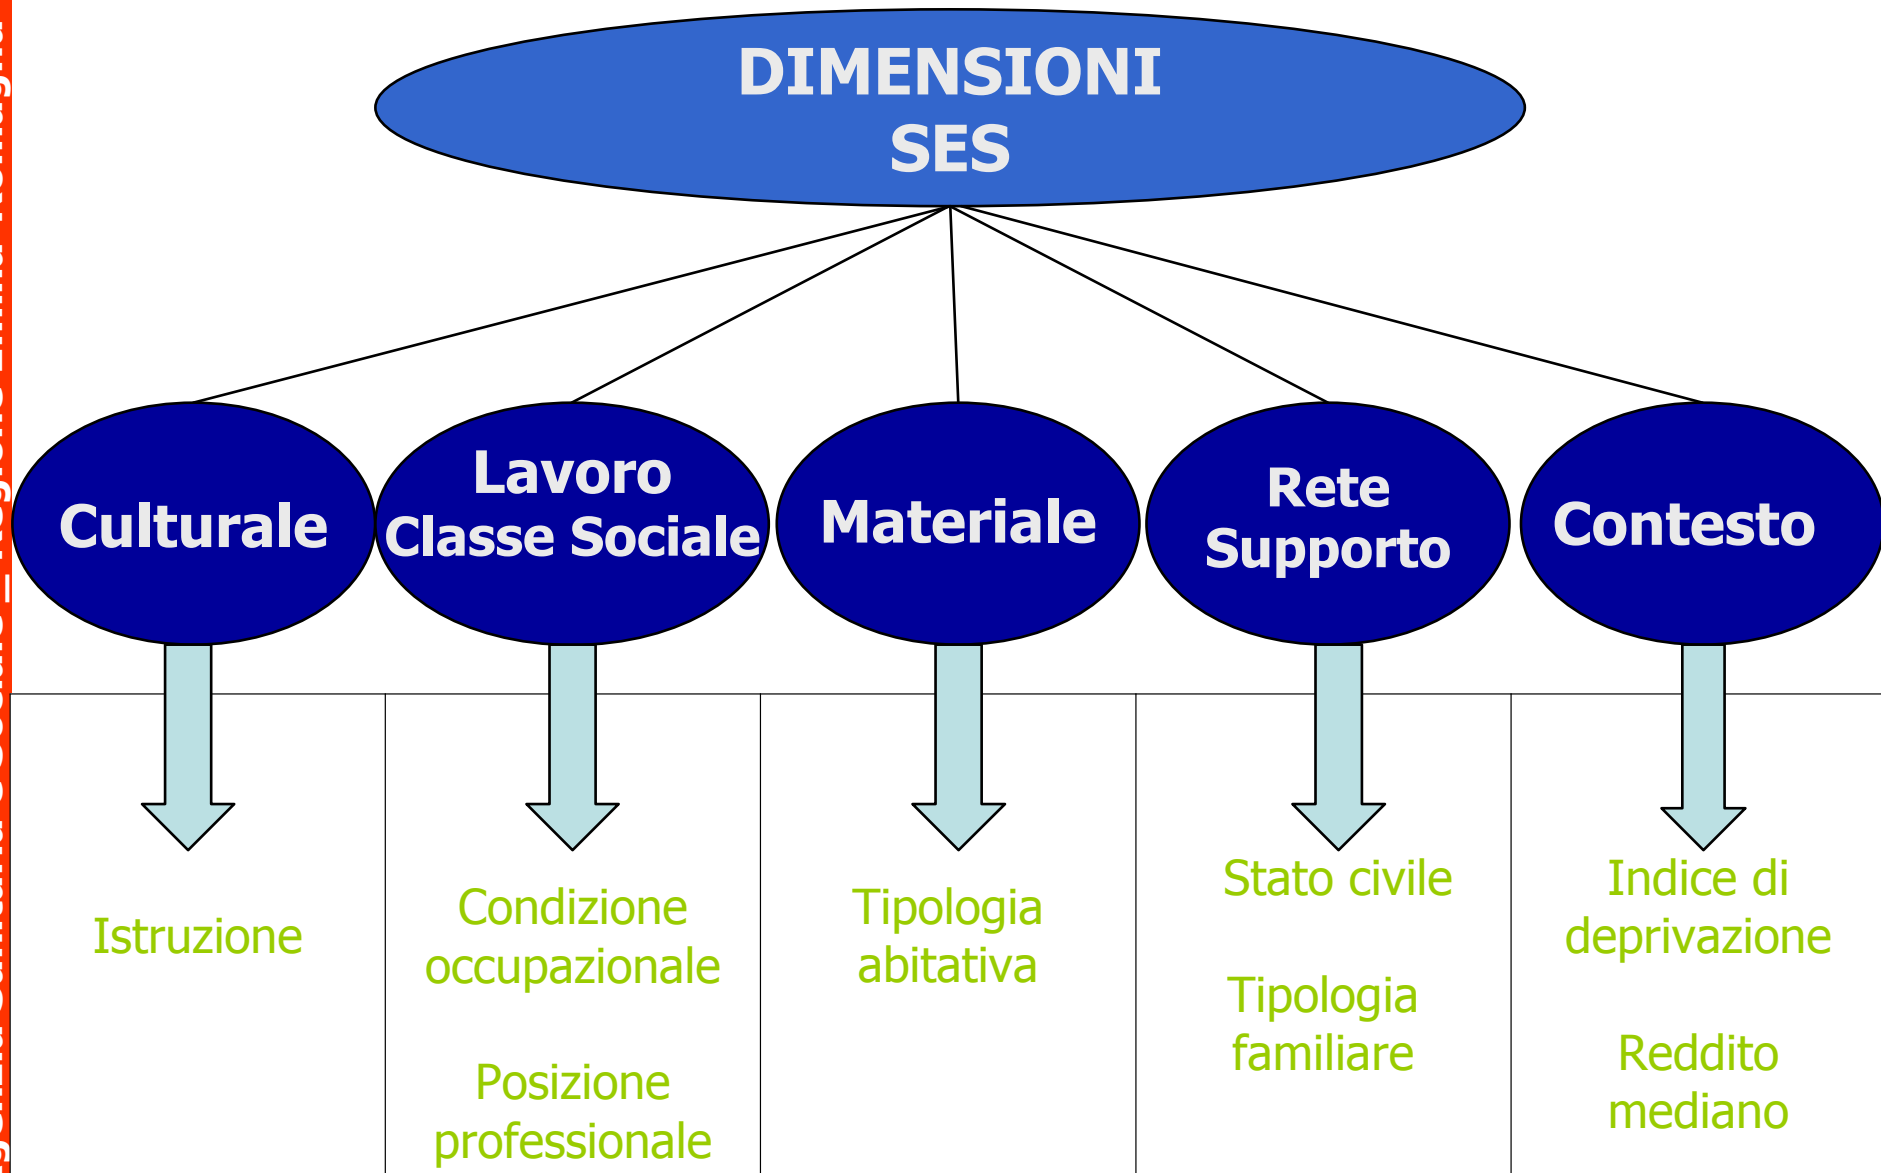 DIMENSIONI
SES
Culturale
Lavoro
Classe Sociale
Materiale
Rete
Supporto
Contesto
Istruzione
Condizione
occupazionale
Posizione
professionale
Tipologia
abitativa
Stato civile
Tipologia
familiare
Indice di
deprivazione
Reddito
mediano